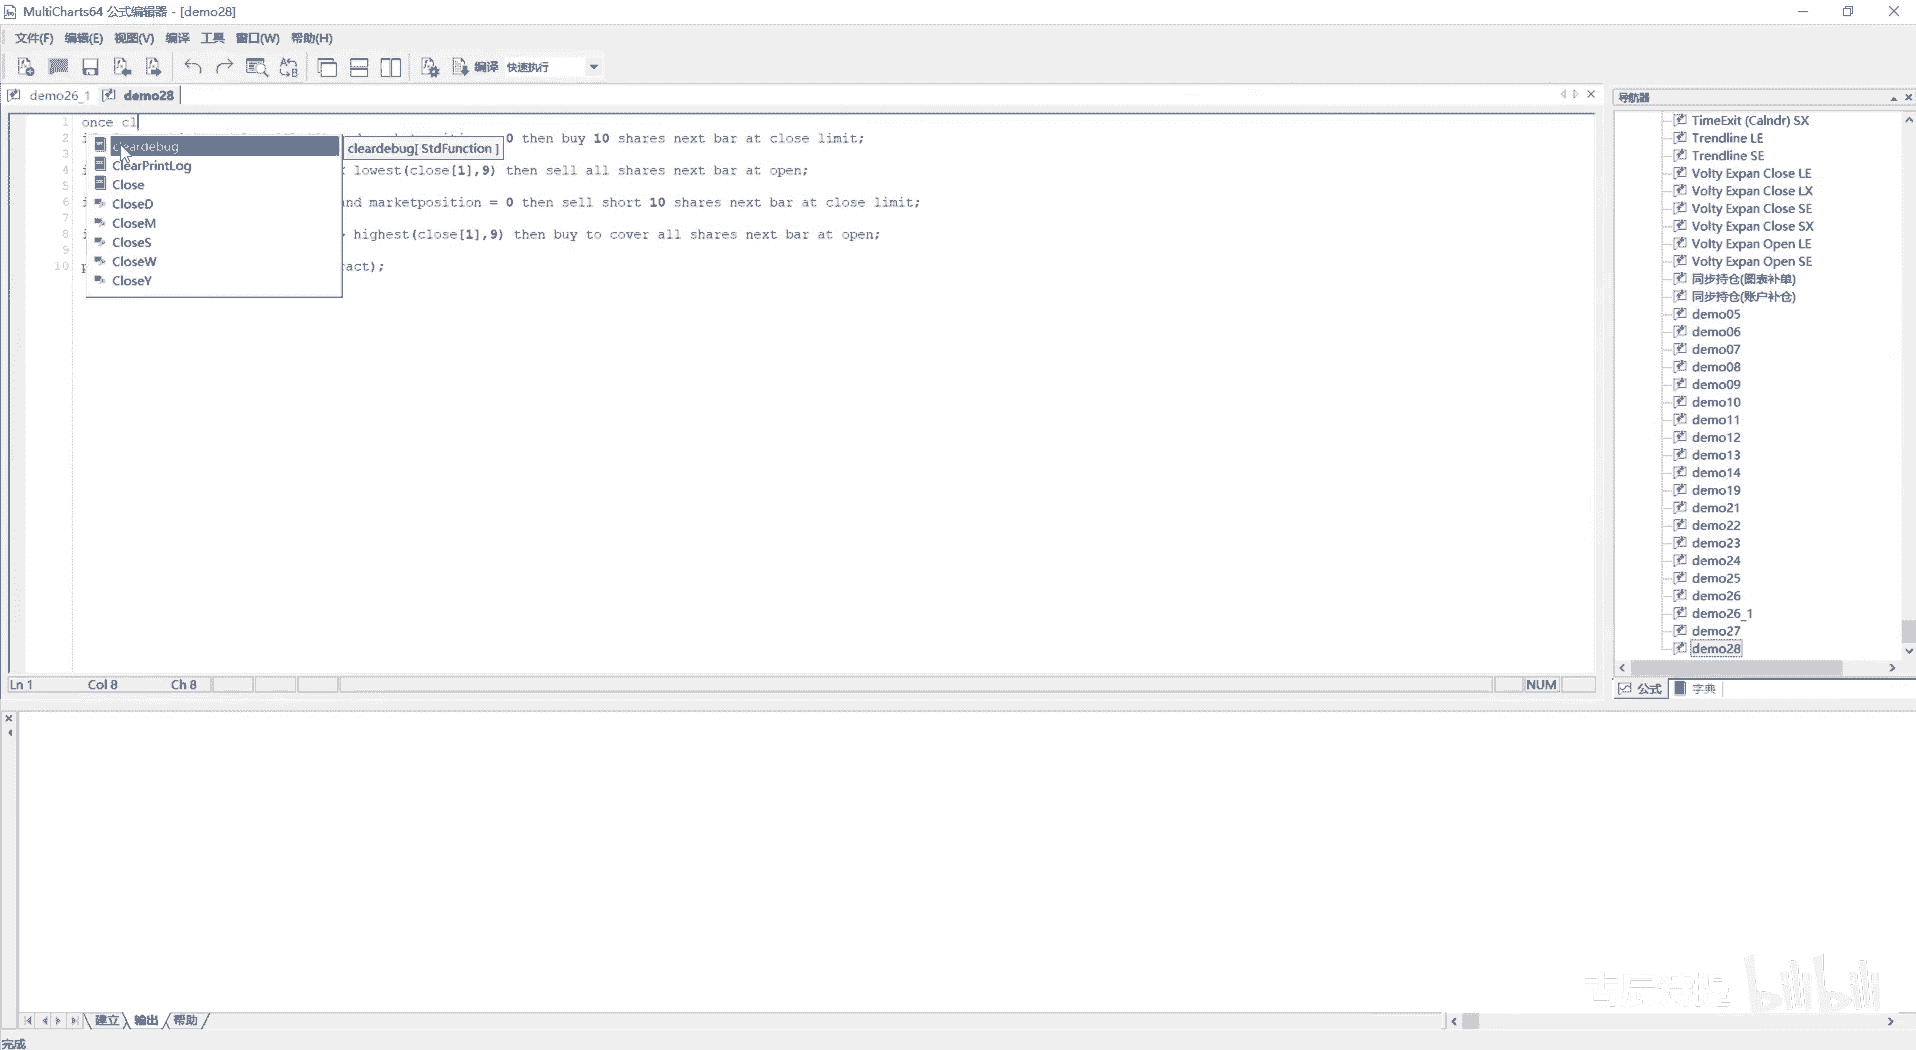 MultiCharts64 公式编辑器 - [demo28]
文件(F) 编辑(E) 视图(V) 编译 工具 窗口(W) 帮助(H)
编译 快速执行
demo26_1 demo28
导航器
1 once cl
2 0 then buy 10 shares next bar at close limit;
3
4 lowest(close[1],9) then sell all shares next bar at open;
5
6 and marketposition = 0 then sell short 10 shares next bar at close limit;
7
8 highest(close[1],9) then buy to cover all shares next bar at open;
9
10 act);
cleardebug
cleardebug[ StdFunction ]
ClearPrintLog
Close
CloseD
CloseM
CloseS
CloseW
CloseY
TimeExit (Calndr) SX
Trendline LE
Trendline SE
Volty Expan Close LE
Volty Expan Close LX
Volty Expan Close SE
Volty Expan Close SX
Volty Expan Open LE
Volty Expan Open SE
同步持仓(图表补单)
同步持仓(账户补仓)
demo05
demo06
demo07
demo08
demo09
demo10
demo11
demo12
demo13
demo14
demo19
demo21
demo22
demo23
demo24
demo25
demo26
demo26_1
demo27
demo28
Ln 1 Col 8 Ch 8 NUM
公式 字典
bilibili
建立 输出 帮助
完成